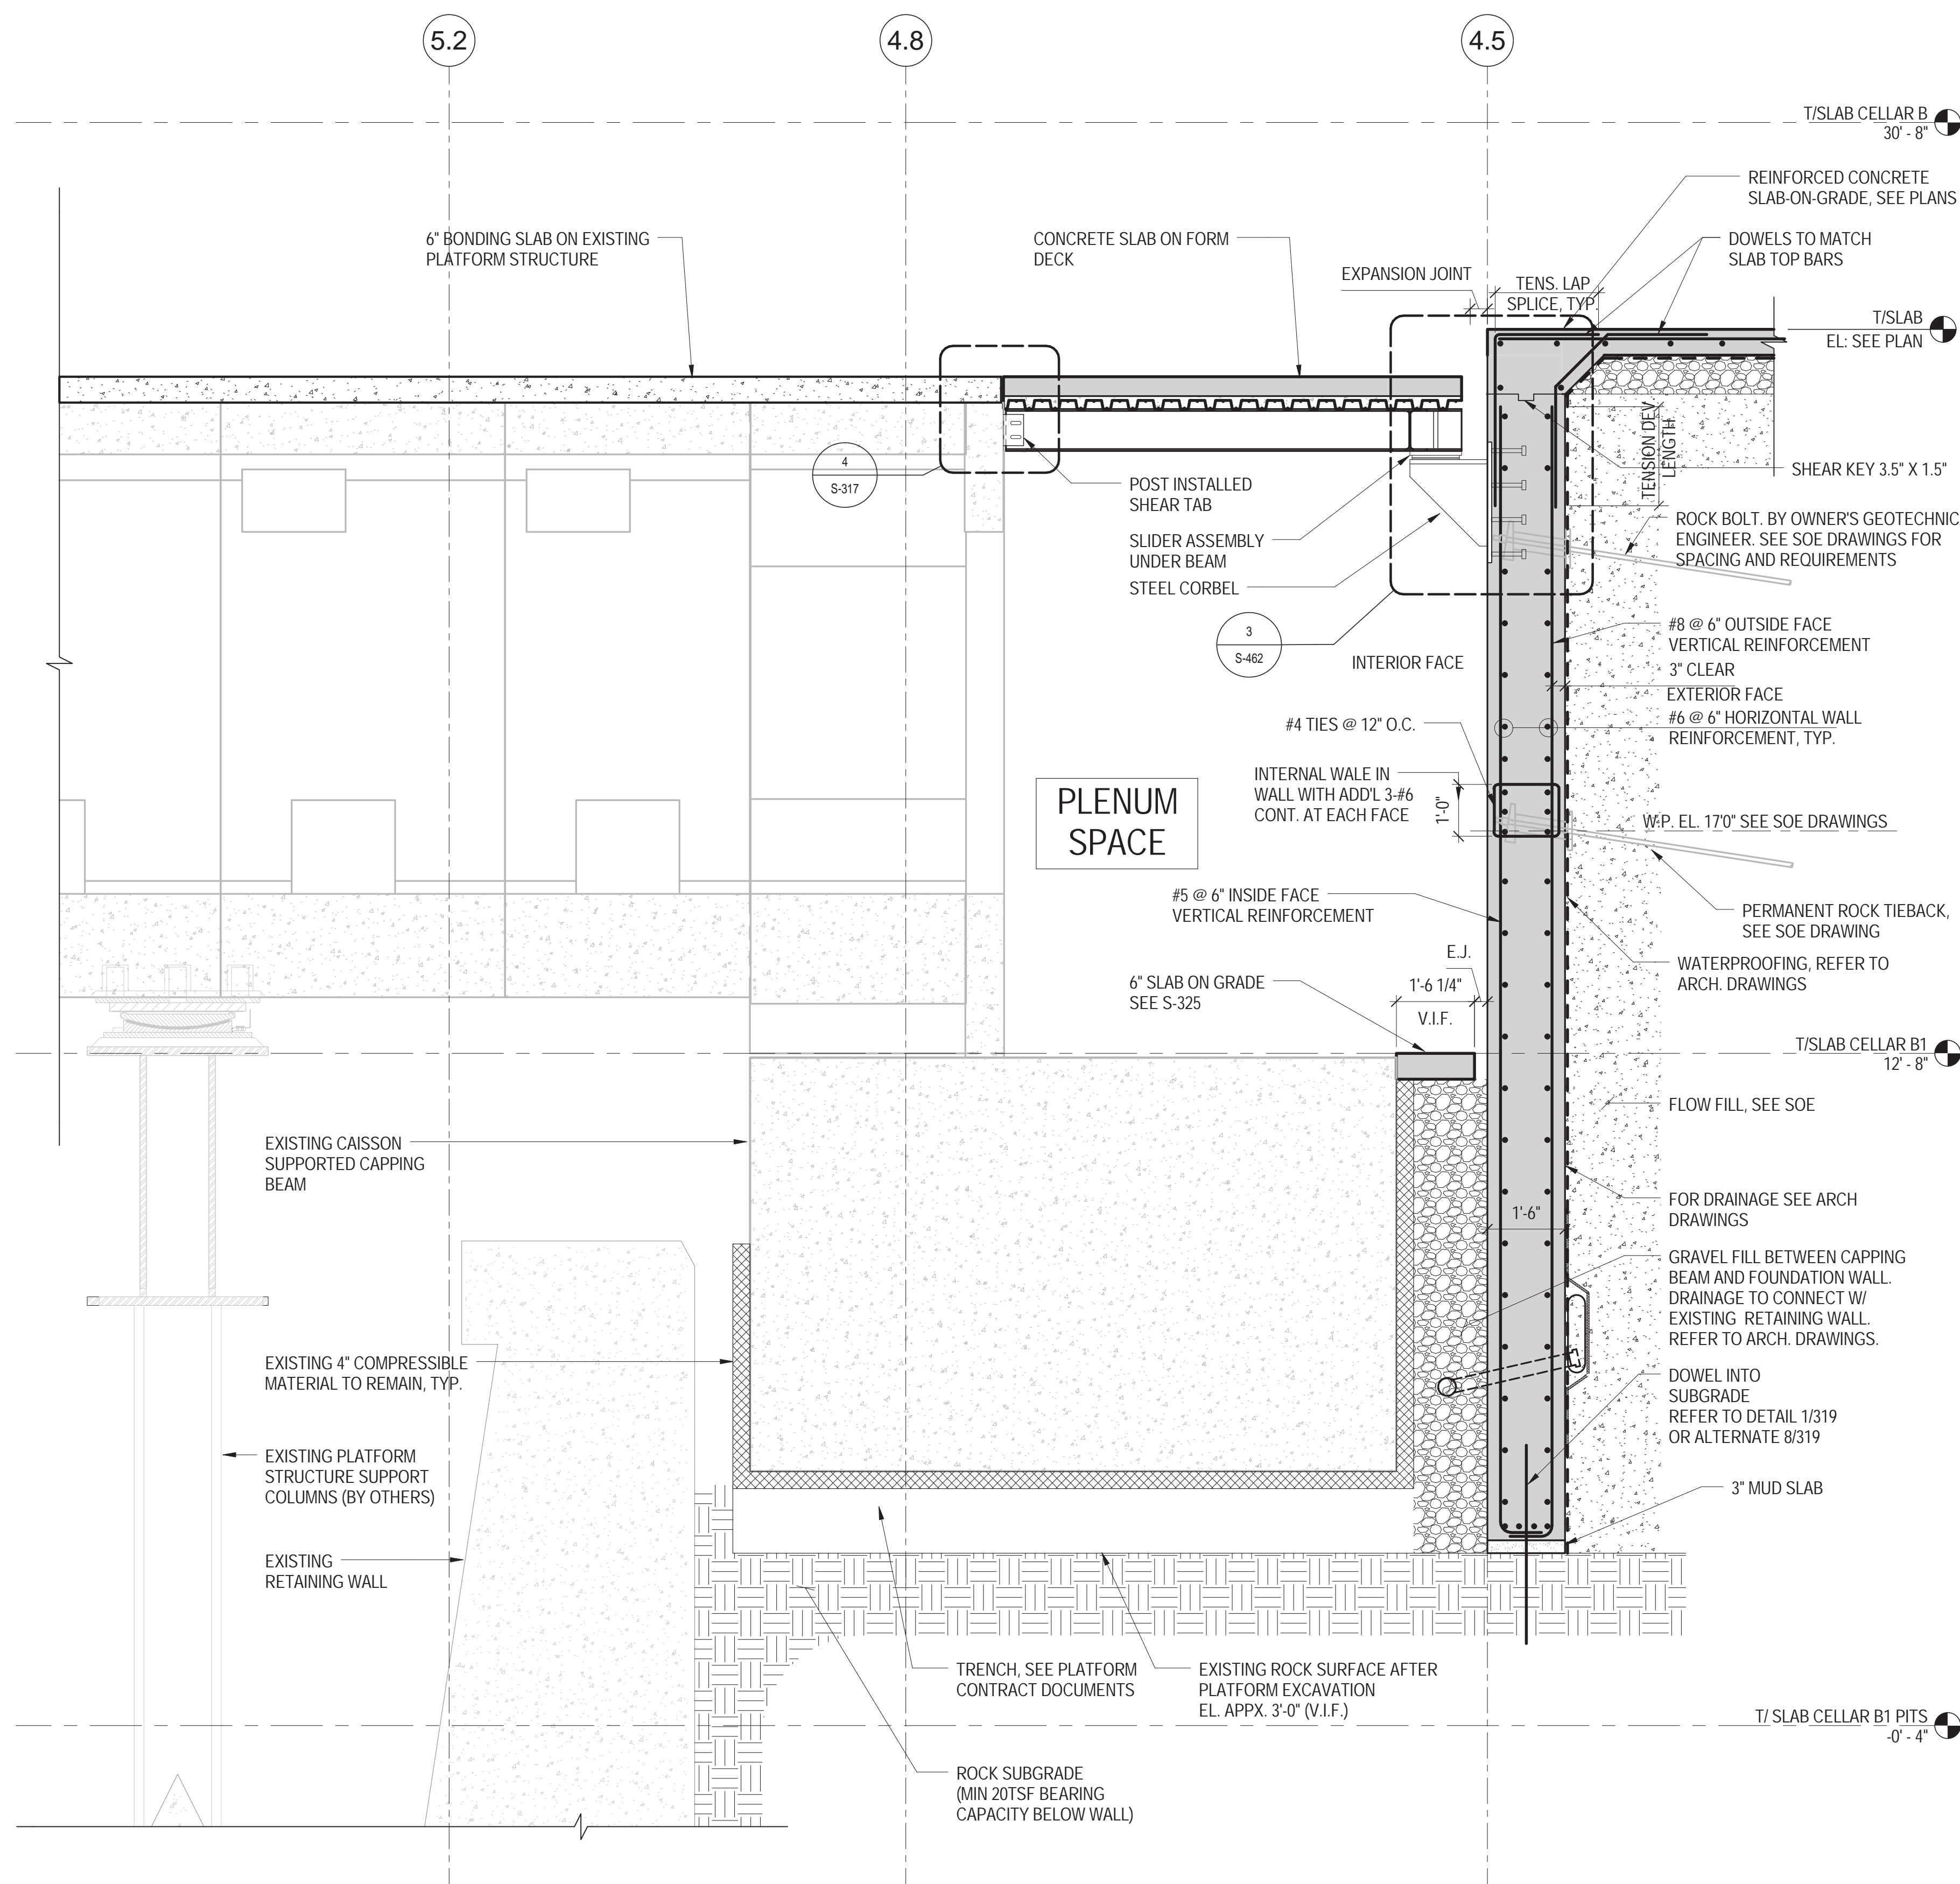 5.2
4.8
4.5
T/SLAB CELLAR B
30' - 8"
REINFORCED CONCRETE
SLAB-ON-GRADE, SEE PLANS
6" BONDING SLAB ON EXISTING
PLATFORM STRUCTURE
CONCRETE SLAB ON FORM
DECK
DOWELS TO MATCH
SLAB TOP BARS
EXPANSION JOINT
TENS. LAP
SPLICE, TYP.
T/SLAB
EL: SEE PLAN
TENSION DEV
LENGTH
4
S-317
POST INSTALLED
SHEAR TAB
SHEAR KEY 3.5" X 1.5"
SLIDER ASSEMBLY
UNDER BEAM
ROCK BOLT. BY OWNER'S GEOTECHNIC
ENGINEER. SEE SOE DRAWINGS FOR
SPACING AND REQUIREMENTS
STEEL CORBEL
3
S-462
INTERIOR FACE
#8 @ 6" OUTSIDE FACE
VERTICAL REINFORCEMENT
3" CLEAR
EXTERIOR FACE
#6 @ 6" HORIZONTAL WALL
REINFORCEMENT, TYP.
#4 TIES @ 12" O.C.
INTERNAL WALE IN
WALL WITH ADD'L 3-#6
CONT. AT EACH FACE
1'-0"
PLENUM
SPACE
W.P. EL. 17'0" SEE SOE DRAWINGS
#5 @ 6" INSIDE FACE
VERTICAL REINFORCEMENT
PERMANENT ROCK TIEBACK,
SEE SOE DRAWING
E.J.
WATERPROOFING, REFER TO
ARCH. DRAWINGS
6" SLAB ON GRADE
SEE S-325
1'-6 1/4"
V.I.F.
T/SLAB CELLAR B1
12' - 8"
FLOW FILL, SEE SOE
EXISTING CAISSON
SUPPORTED CAPPING
BEAM
FOR DRAINAGE SEE ARCH
DRAWINGS
1'-6"
GRAVEL FILL BETWEEN CAPPING
BEAM AND FOUNDATION WALL.
DRAINAGE TO CONNECT W/
EXISTING RETAINING WALL.
REFER TO ARCH. DRAWINGS.
EXISTING 4" COMPRESSIBLE
MATERIAL TO REMAIN, TYP.
DOWEL INTO
SUBGRADE
REFER TO DETAIL 1/319
OR ALTERNATE 8/319
EXISTING PLATFORM
STRUCTURE SUPPORT
COLUMNS (BY OTHERS)
3" MUD SLAB
EXISTING
RETAINING WALL
TRENCH, SEE PLATFORM
CONTRACT DOCUMENTS
EXISTING ROCK SURFACE AFTER
PLATFORM EXCAVATION
EL. APPX. 3'-0" (V.I.F.)
T/ SLAB CELLAR B1 PITS
-0' - 4"
ROCK SUBGRADE
(MIN 20TSF BEARING
CAPACITY BELOW WALL)